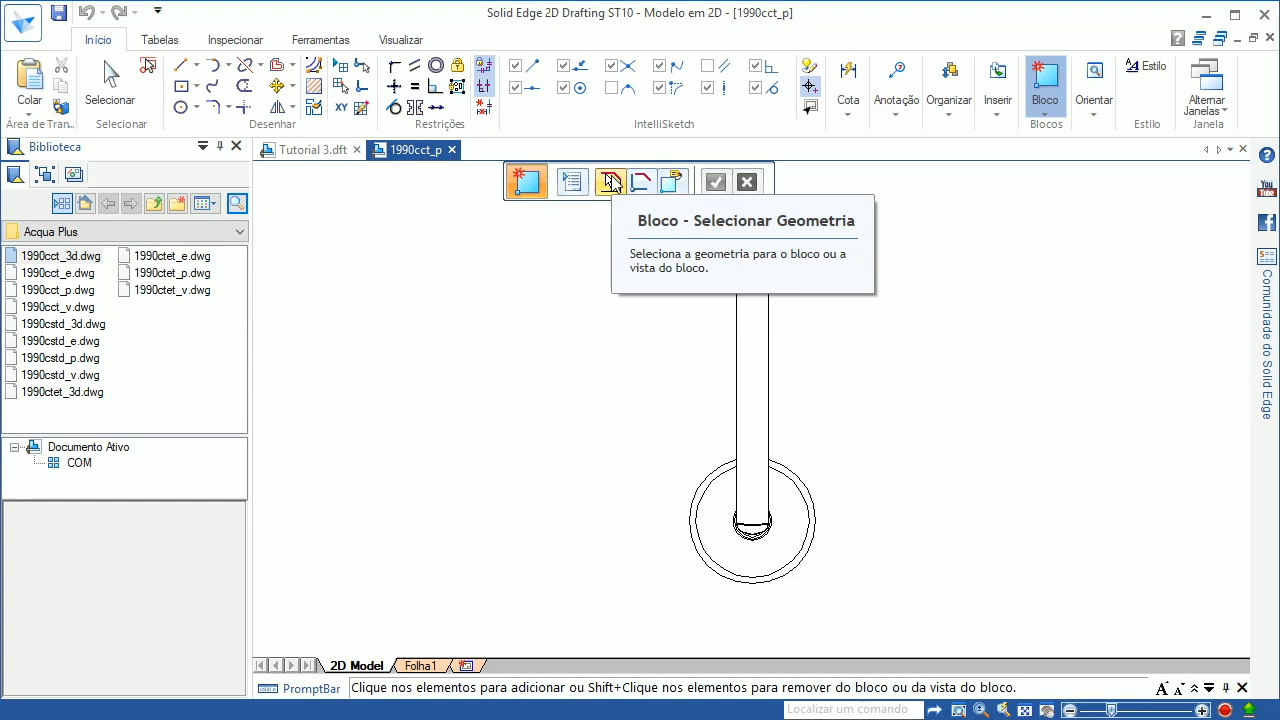 Solid Edge 2D Drafting ST10 - Modelo em 2D - [1990cct_p]
Início
Tabelas
Inspecionar
Ferramentas
Visualizar
Colar
Selecionar
Cota
Anotação
Organizar
Inserir
Bloco
Orientar
Estilo
Alternar
Janelas
Área de Tran...
Selecionar
Desenhar
Restrições
IntelliSketch
Blocos
Estilo
Janela
XY
Biblioteca
Tutorial 3.dft
1990cct_p
Acqua Plus
1990cct_3d.dwg
1990cct_e.dwg
1990cct_p.dwg
1990cct_v.dwg
1990cstd_3d.dwg
1990cstd_e.dwg
1990cstd_p.dwg
1990cstd_v.dwg
1990ctet_3d.dwg
1990ctet_e.dwg
1990ctet_p.dwg
1990ctet_v.dwg
Documento Ativo
COM
Bloco - Selecionar Geometria
Seleciona a geometria para o bloco ou a
vista do bloco.
You
Tube
Comunidade do Solid Edge
2D Model
Folha1
PromptBar
Clique nos elementos para adicionar ou Shift+Clique nos elementos para remover do bloco ou da vista do bloco.
Localizar um comando